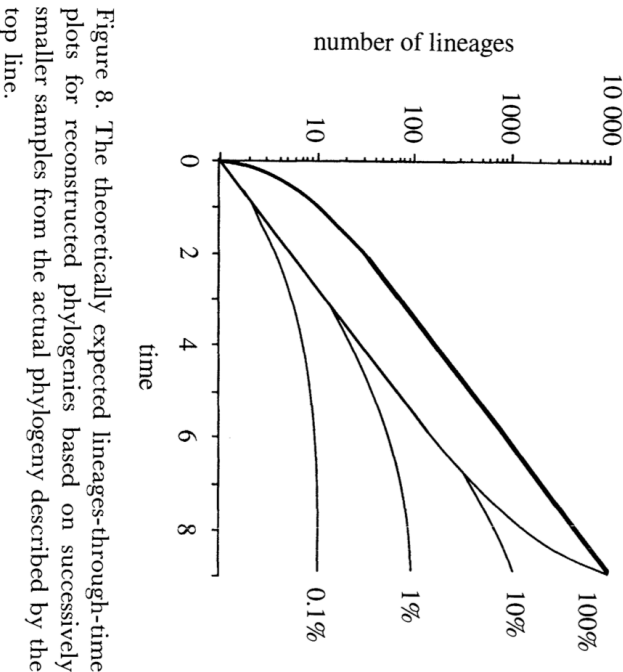 number of lineages
10 000
1000
100
10
0
2
4
6
8
time
100%
10%
1%
0.1%
Figure 8. The theoretically expected lineages-through-time
plots for reconstructed phylogenies based on successively
smaller samples from the actual phylogeny described by the
top line.